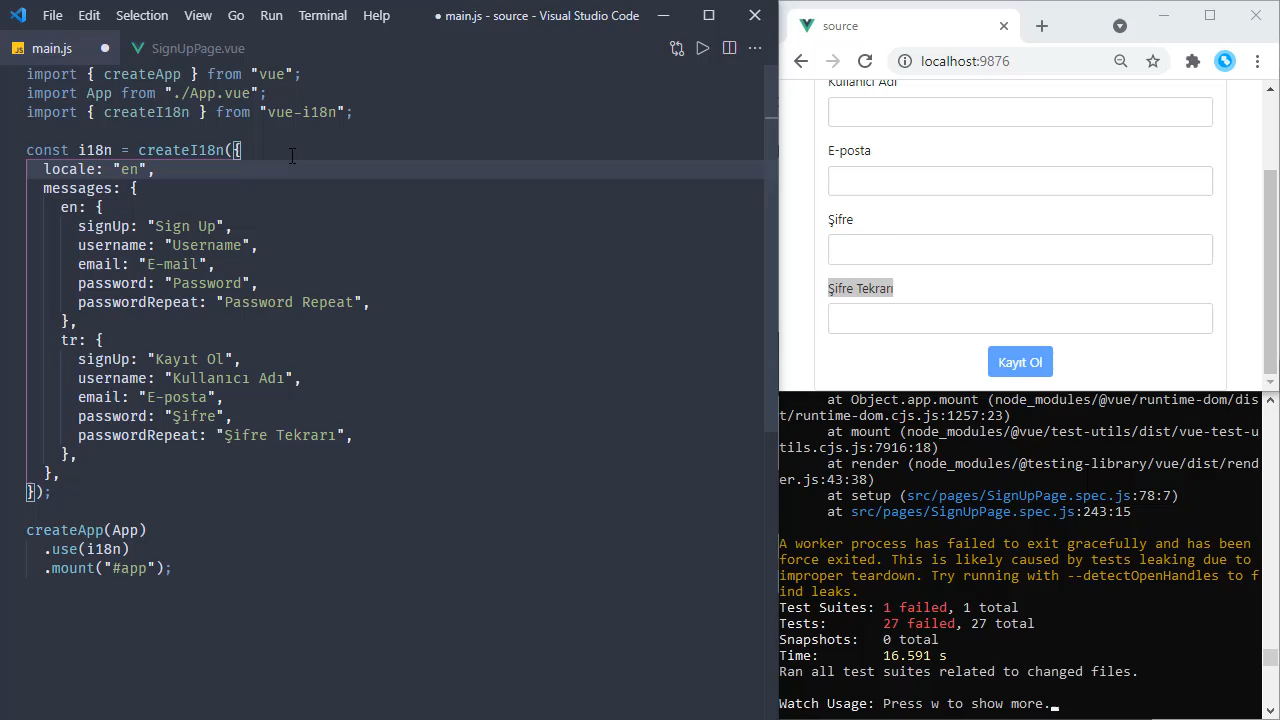 File Edit Selection View Go Run Terminal Help ● main.js - source - Visual Studio Code
JS main.js ● SignUpPage.vue
import { createApp } from "vue";
import App from "./App.vue";
import { createI18n } from "vue-i18n";
const i18n = createI18n({
locale: "en",
messages: {
en: {
signUp: "Sign Up",
username: "Username",
email: "E-mail",
password: "Password",
passwordRepeat: "Password Repeat",
},
tr: {
signUp: "Kayıt Ol",
username: "Kullanıcı Adı",
email: "E-posta",
password: "Şifre",
passwordRepeat: "Şifre Tekrarı",
},
},
});
createApp(App)
.use(i18n)
.mount("#app");
source
localhost:9876
Kullanıcı Adı
E-posta
Şifre
Şifre Tekrarı
Kayıt Ol
at Object.app.mount (node_modules/@vue/runtime-dom/dis
t/runtime-dom.cjs.js:1257:23)
at mount (node_modules/@vue/test-utils/dist/vue-test-u
tils.cjs.js:7916:18)
at render (node_modules/@testing-library/vue/dist/rend
er.js:43:38)
at setup (src/pages/SignUpPage.spec.js:78:7)
at src/pages/SignUpPage.spec.js:243:15
A worker process has failed to exit gracefully and has been
force exited. This is likely caused by tests leaking due to
improper teardown. Try running with --detectOpenHandles to f
ind leaks.
Test Suites: 1 failed, 1 total
Tests: 27 failed, 27 total
Snapshots: 0 total
Time: 16.591 s
Ran all test suites related to changed files.
Watch Usage: Press w to show more.